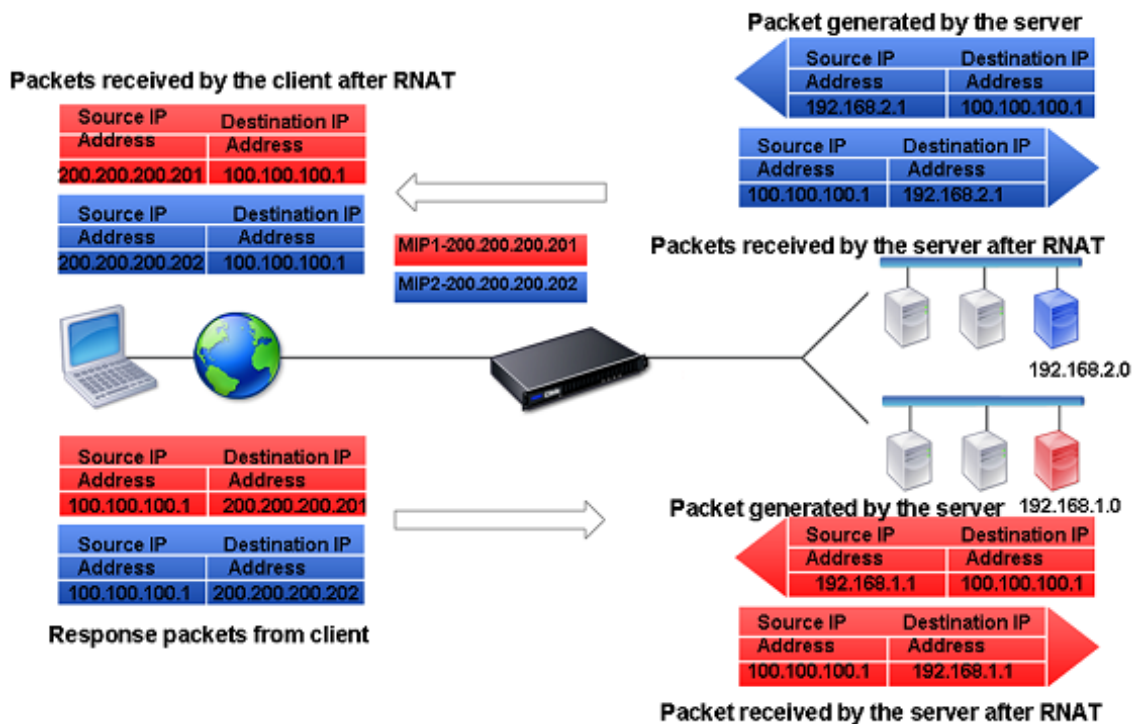 Packet generated by the server
Source IP Destination IP
Address Address
192.168.2.1 100.100.100.1
Source IP Destination IP
Address Address
100.100.100.1 192.168.2.1
Packets received by the server after RNAT
Packets received by the client after RNAT
Source IP Destination IP
Address Address
200.200.200.201 100.100.100.1
Source IP Destination IP
Address Address
200.200.200.202 100.100.100.1
MIP1-200.200.200.201
MIP2-200.200.200.202
192.168.2.0
192.168.1.0
Source IP Destination IP
Address Address
100.100.100.1 200.200.200.201
Source IP Destination IP
Address Address
100.100.100.1 200.200.200.202
Response packets from client
Packet generated by the server
Source IP Destination IP
Address Address
192.168.1.1 100.100.100.1
Source IP Destination IP
Address Address
100.100.100.1 192.168.1.1
Packet received by the server after RNAT